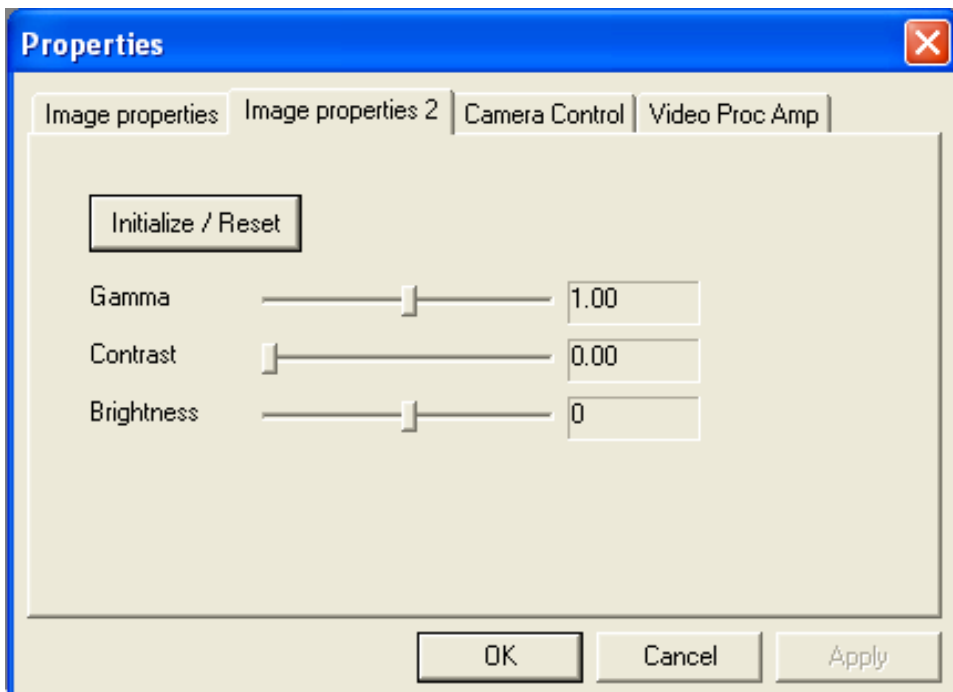 Properties
Image properties Image properties 2 Camera Control Video Proc Amp
Initialize / Reset
Gamma 1.00
Contrast 0.00
Brightness 0
OK Cancel Apply